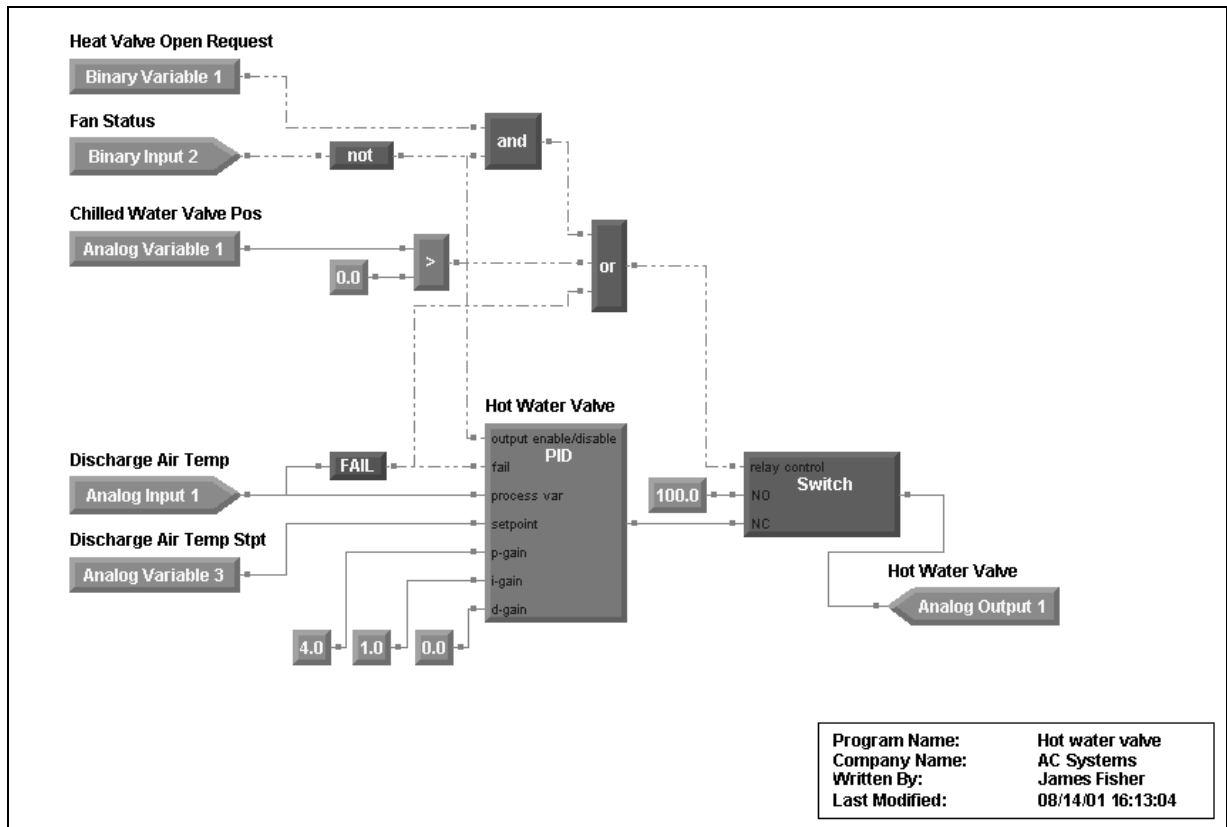 Heat Valve Open Request
Binary Variable 1
Fan Status
Binary Input 2
not
and
Chilled Water Valve Pos
Analog Variable 1
0.0
>
or
Hot Water Valve
output enable/disable
PID
fail
process var
setpoint
p-gain
i-gain
d-gain
Discharge Air Temp
Analog Input 1
FAIL
Discharge Air Temp Stpt
Analog Variable 3
4.0
1.0
0.0
100.0
relay control
Switch
NO
NC
Hot Water Valve
Analog Output 1
Program Name: Hot water valve
Company Name: AC Systems
Written By: James Fisher
Last Modified: 08/14/01 16:13:04